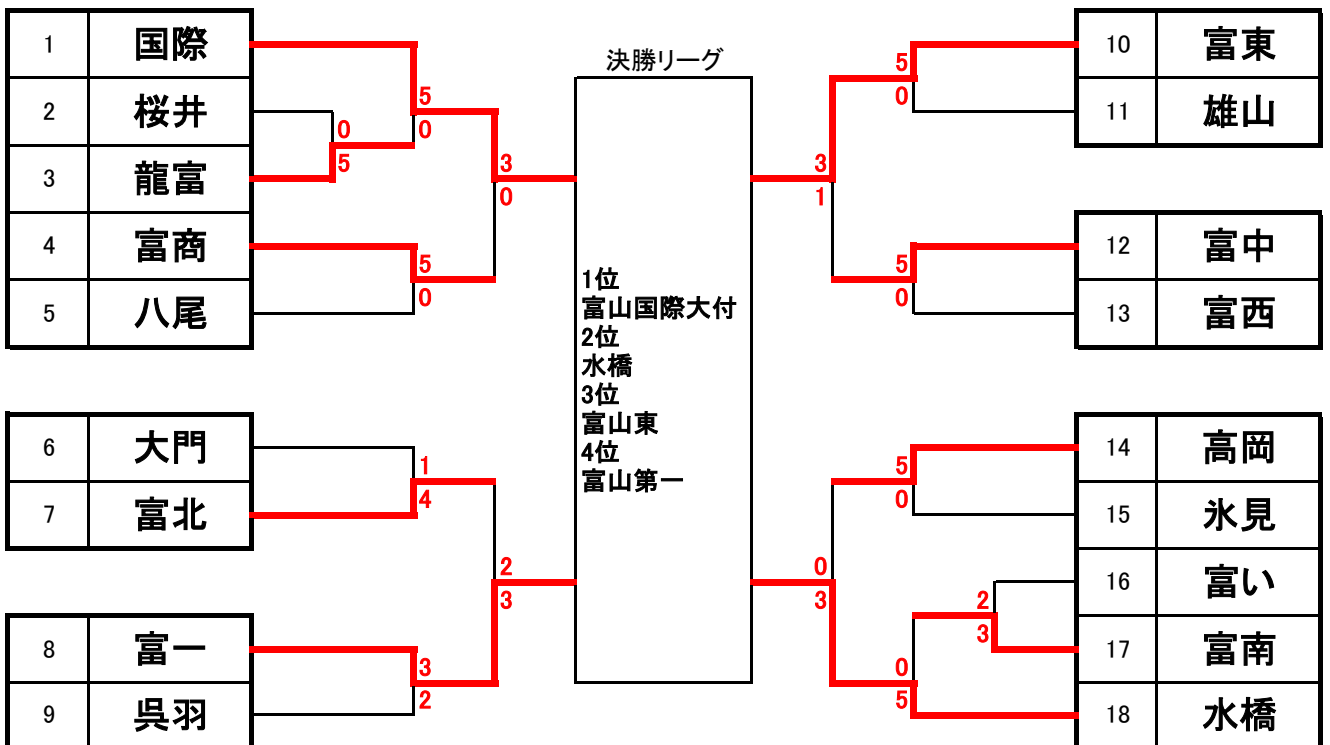 1 国際
2 桜井
3 龍富
4 富商
5 八尾
5
0
0
5
3
0
5
0
6 大門
7 富北
8 富一
9 呉羽
1
4
2
3
3
2
決勝リーグ
1位
富山国際大付
2位
水橋
3位
富山東
4位
富山第一
10 富東
11 雄山
12 富中
13 富西
5
0
3
1
5
0
14 高岡
15 氷見
16 富い
17 富南
18 水橋
5
0
0
3
2
3
0
5